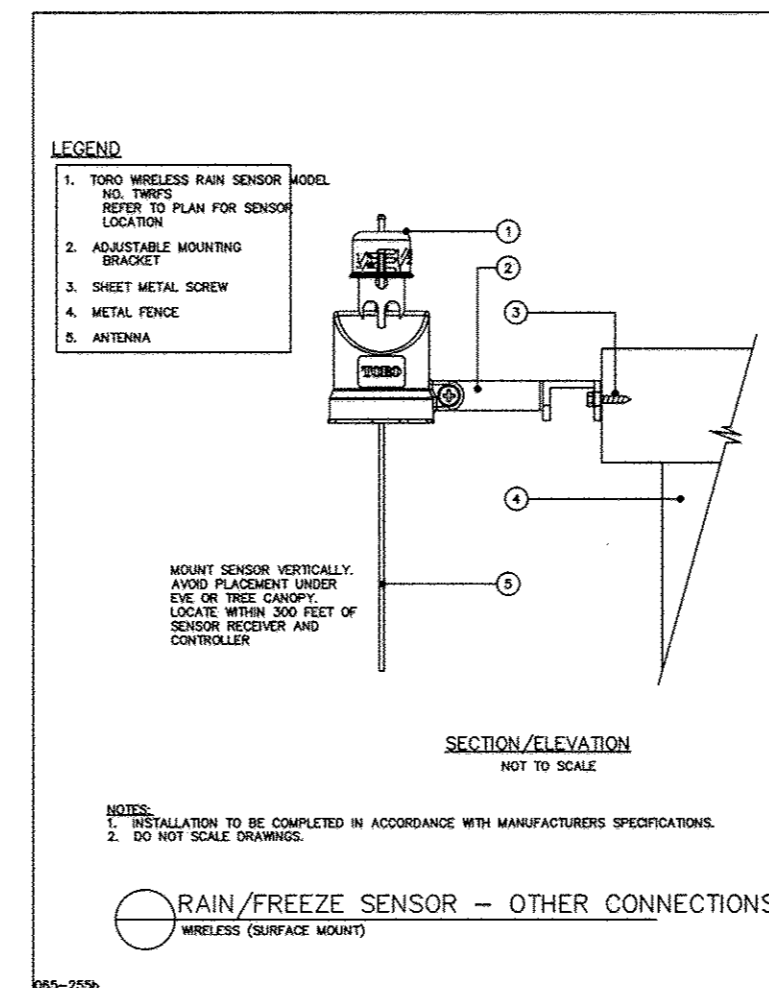 LEGEND
1. TORO WIRELESS RAIN SENSOR MODEL
NO. TWRFS
REFER TO PLAN FOR SENSOR
LOCATION
2. ADJUSTABLE MOUNTING
BRACKET
3. SHEET METAL SCREW
4. METAL FENCE
5. ANTENNA
1
2
3
TORO
4
5
MOUNT SENSOR VERTICALLY.
AVOID PLACEMENT UNDER
EVE OR TREE CANOPY.
LOCATE WITHIN 300 FEET OF
SENSOR RECEIVER AND
CONTROLLER
SECTION/ELEVATION
NOT TO SCALE
NOTES:
1. INSTALLATION TO BE COMPLETED IN ACCORDANCE WITH MANUFACTURERS SPECIFICATIONS.
2. DO NOT SCALE DRAWINGS.
RAIN/FREEZE SENSOR – OTHER CONNECTIONS
WIRELESS (SURFACE MOUNT)
065-255b